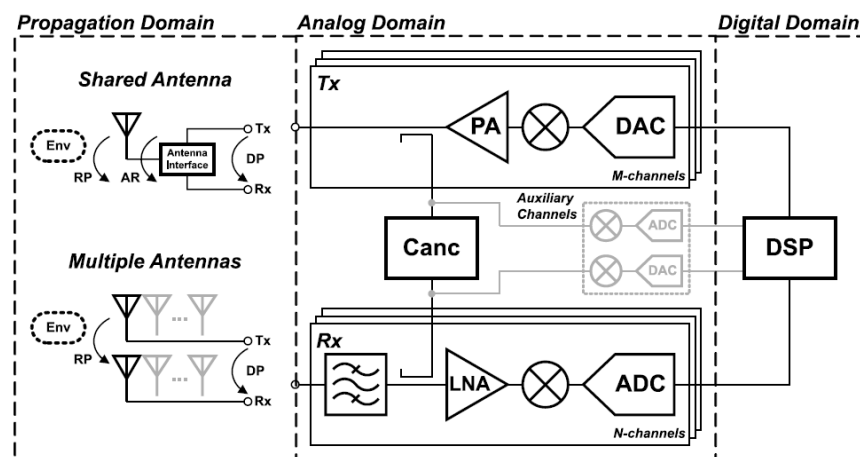 Propagation Domain
Analog Domain
Digital Domain
Shared Antenna
Env
RP
AR
Antenna
Interface
Tx
DP
Rx
Tx
PA
DAC
M-channels
Auxiliary
Channels
ADC
DAC
Canc
DSP
Multiple Antennas
Env
RP
...
...
Tx
DP
Rx
Rx
LNA
ADC
N-channels